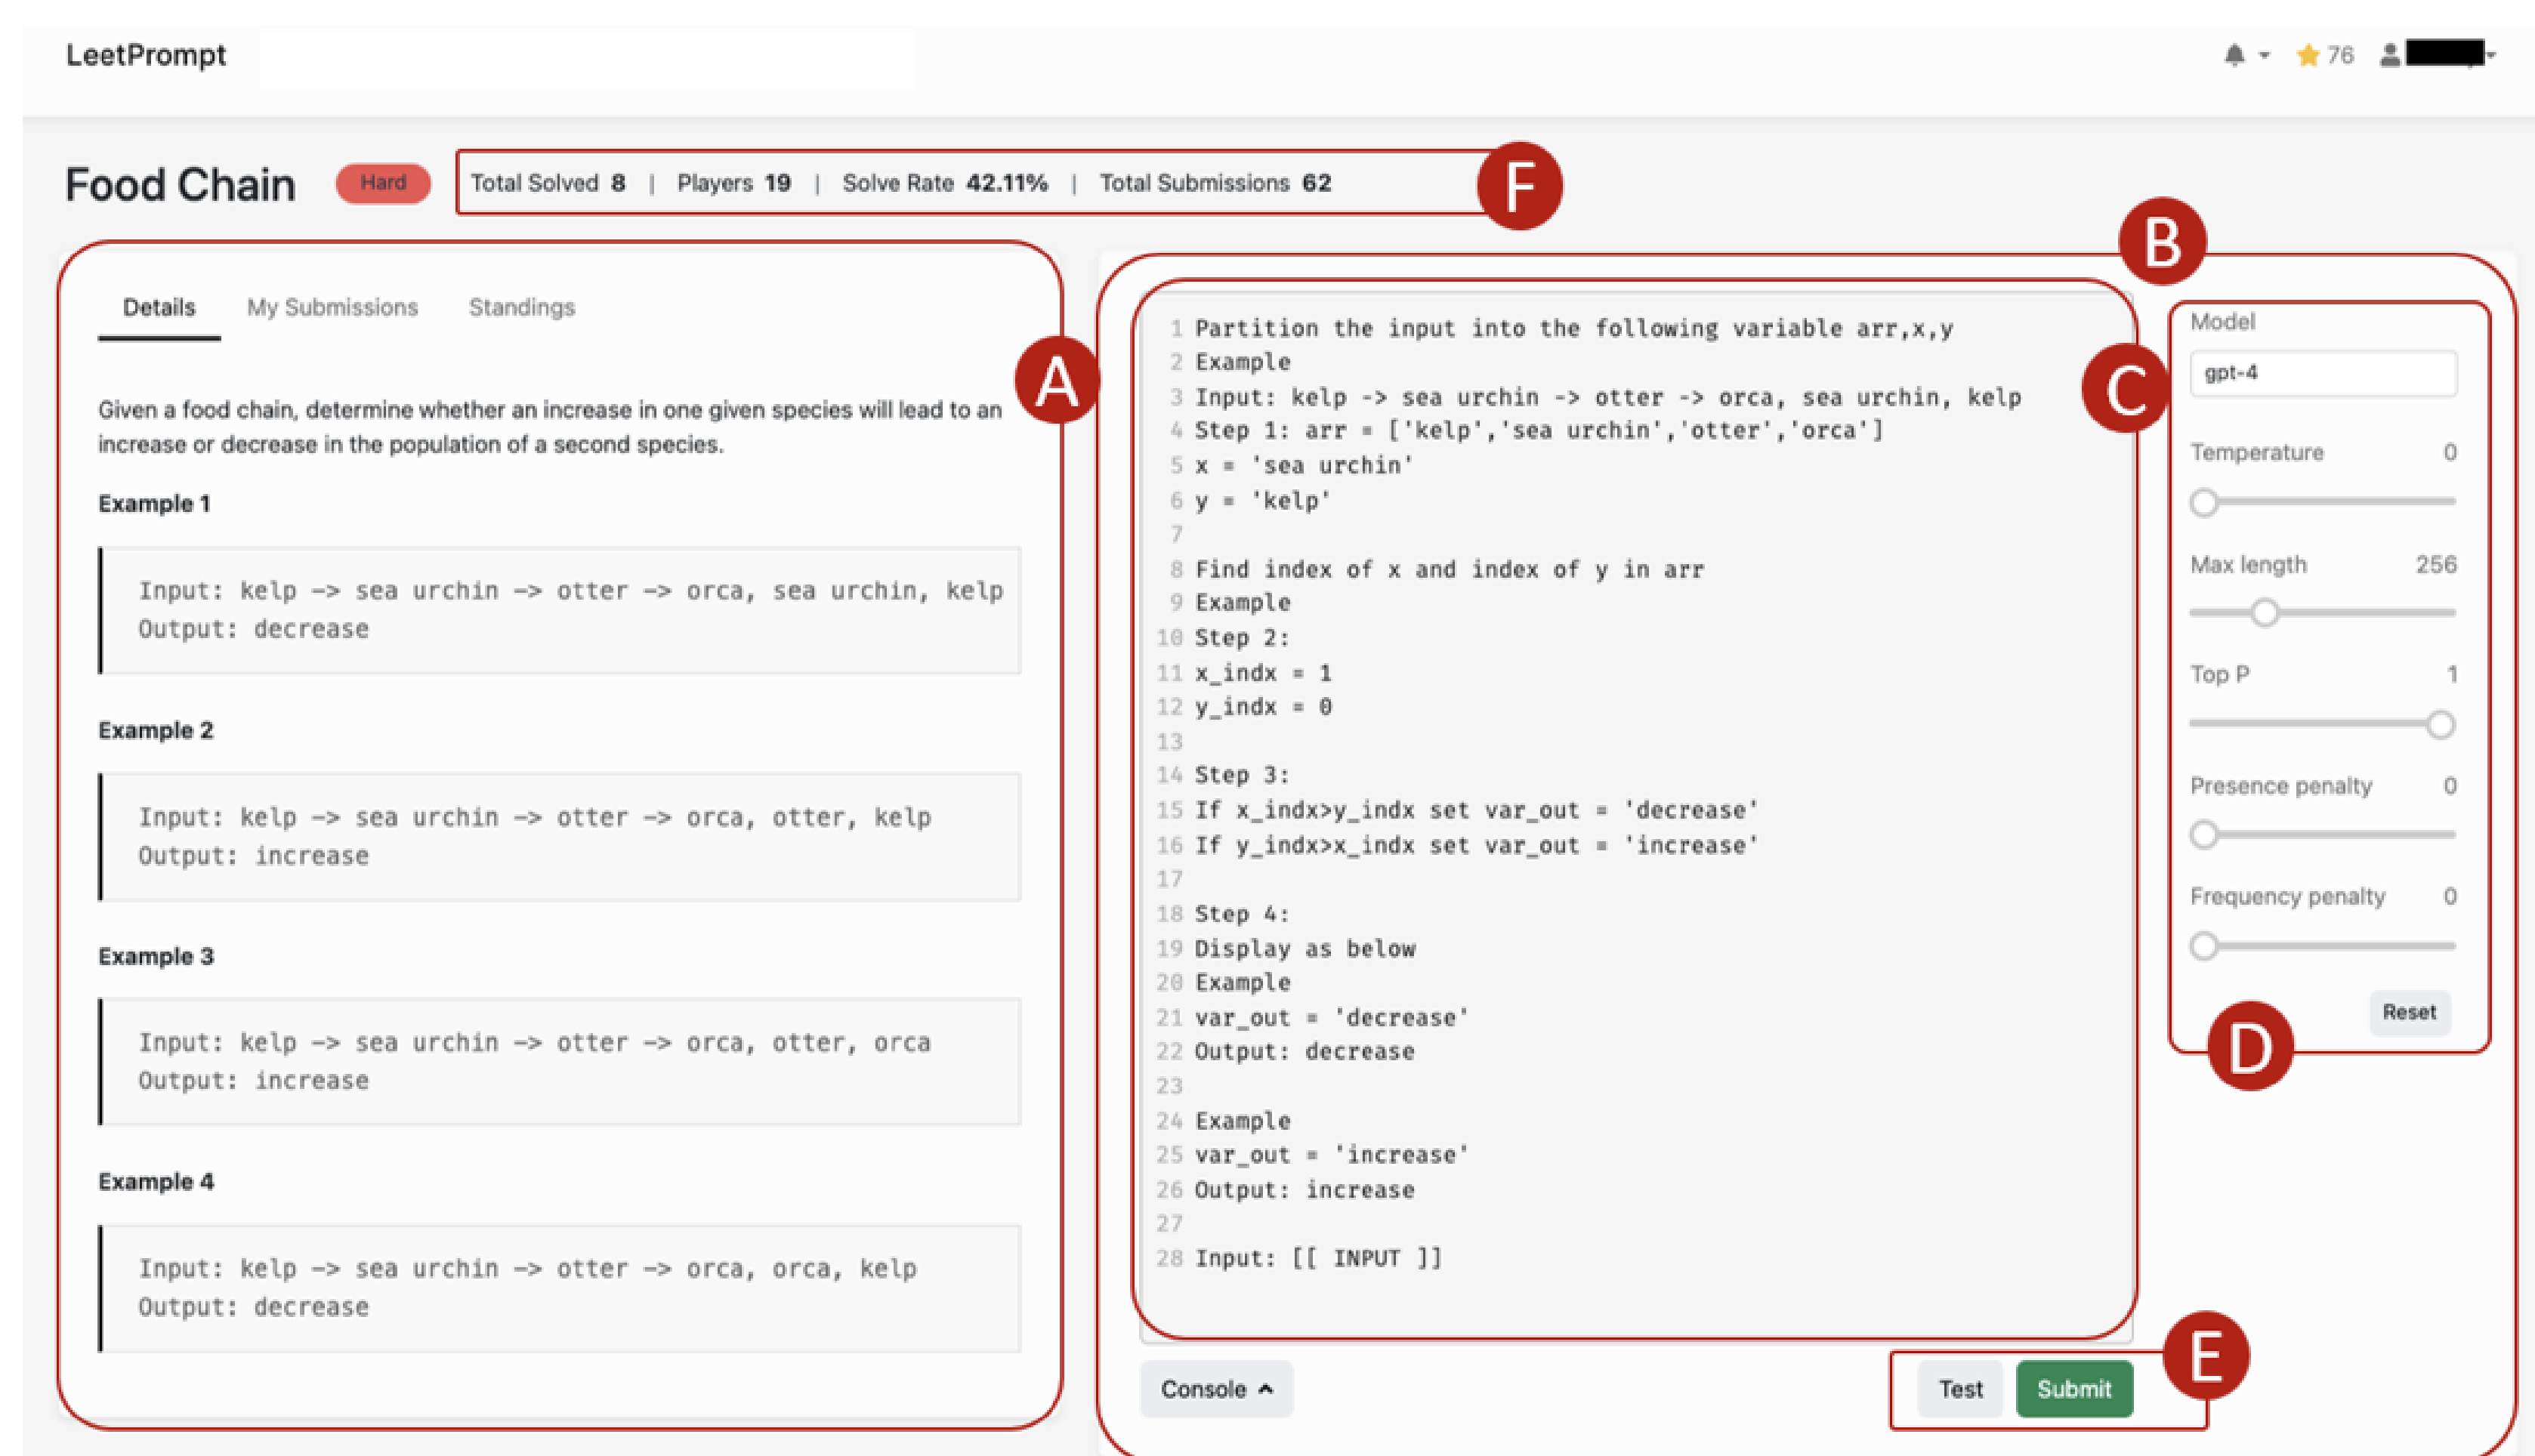 LeetPrompt
76
Food Chain
Hard
Total Solved 8 | Players 19 | Solve Rate 42.11% | Total Submissions 62
F
A
Details My Submissions Standings
Given a food chain, determine whether an increase in one given species will lead to an
increase or decrease in the population of a second species.
Example 1
Input: kelp —> sea urchin —> otter —> orca, sea urchin, kelp
Output: decrease
Example 2
Input: kelp —> sea urchin —> otter —> orca, otter, kelp
Output: increase
Example 3
Input: kelp —> sea urchin —> otter —> orca, otter, orca
Output: increase
Example 4
Input: kelp —> sea urchin —> otter —> orca, orca, kelp
Output: decrease
B
C
1 Partition the input into the following variable arr,x,y
2 Example
3 Input: kelp -> sea urchin -> otter -> orca, sea urchin, kelp
4 Step 1: arr = ['kelp','sea urchin','otter','orca']
5 x = 'sea urchin'
6 y = 'kelp'
7
8 Find index of x and index of y in arr
9 Example
10 Step 2:
11 x_indx = 1
12 y_indx = 0
13
14 Step 3:
15 If x_indx>y_indx set var_out = 'decrease'
16 If y_indx>x_indx set var_out = 'increase'
17
18 Step 4:
19 Display as below
20 Example
21 var_out = 'decrease'
22 Output: decrease
23
24 Example
25 var_out = 'increase'
26 Output: increase
27
28 Input: [[ INPUT ]]
Console
Test
Submit
E
Model
gpt-4
Temperature 0
Max length 256
Top P 1
Presence penalty 0
Frequency penalty 0
Reset
D